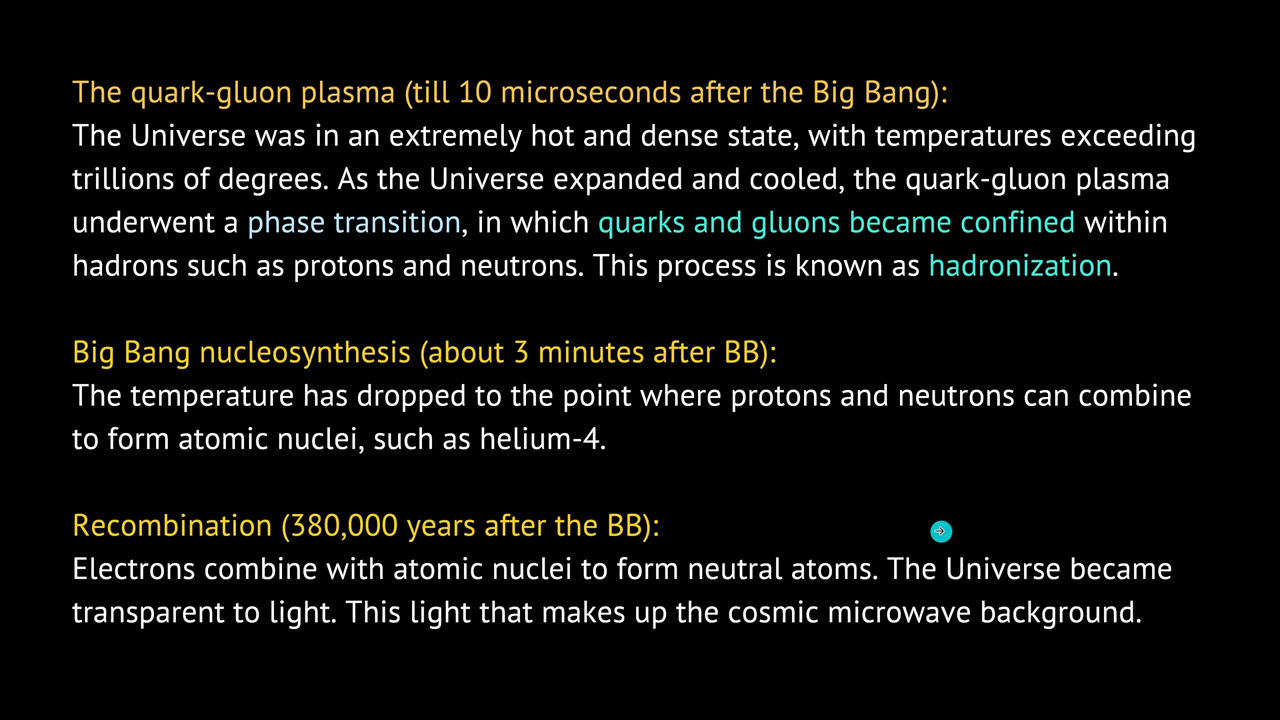 The quark-gluon plasma (till 10 microseconds after the Big Bang):
The Universe was in an extremely hot and dense state, with temperatures exceeding
trillions of degrees. As the Universe expanded and cooled, the quark-gluon plasma
underwent a phase transition, in which quarks and gluons became confined within
hadrons such as protons and neutrons. This process is known as hadronization.
Big Bang nucleosynthesis (about 3 minutes after BB):
The temperature has dropped to the point where protons and neutrons can combine
to form atomic nuclei, such as helium-4.
Recombination (380,000 years after the BB):
Electrons combine with atomic nuclei to form neutral atoms. The Universe became
transparent to light. This light that makes up the cosmic microwave background.